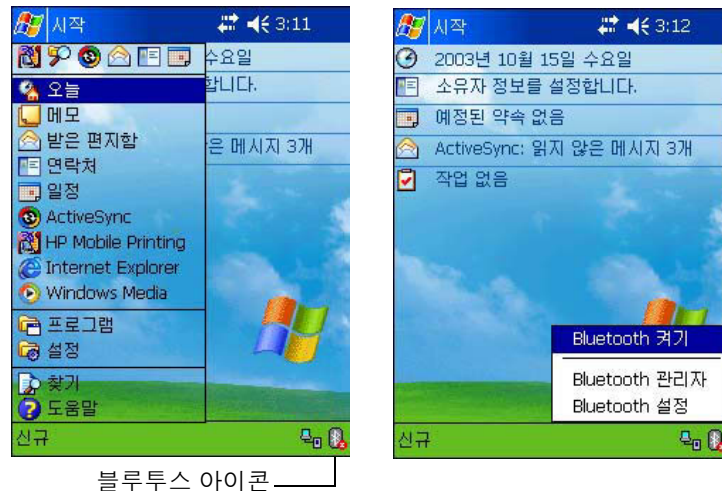 시작 3:11
수요일
합니다.
은 메시지 3개
오늘
메모
받은 편지함
연락처
일정
ActiveSync
HP Mobile Printing
Internet Explorer
Windows Media
프로그램
설정
찾기
도움말
신규
블루투스 아이콘
시작 3:12
2003년 10월 15일 수요일
소유자 정보를 설정합니다.
예정된 약속 없음
ActiveSync: 읽지 않은 메시지 3개
작업 없음
Bluetooth 켜기
Bluetooth 관리자
Bluetooth 설정
신규